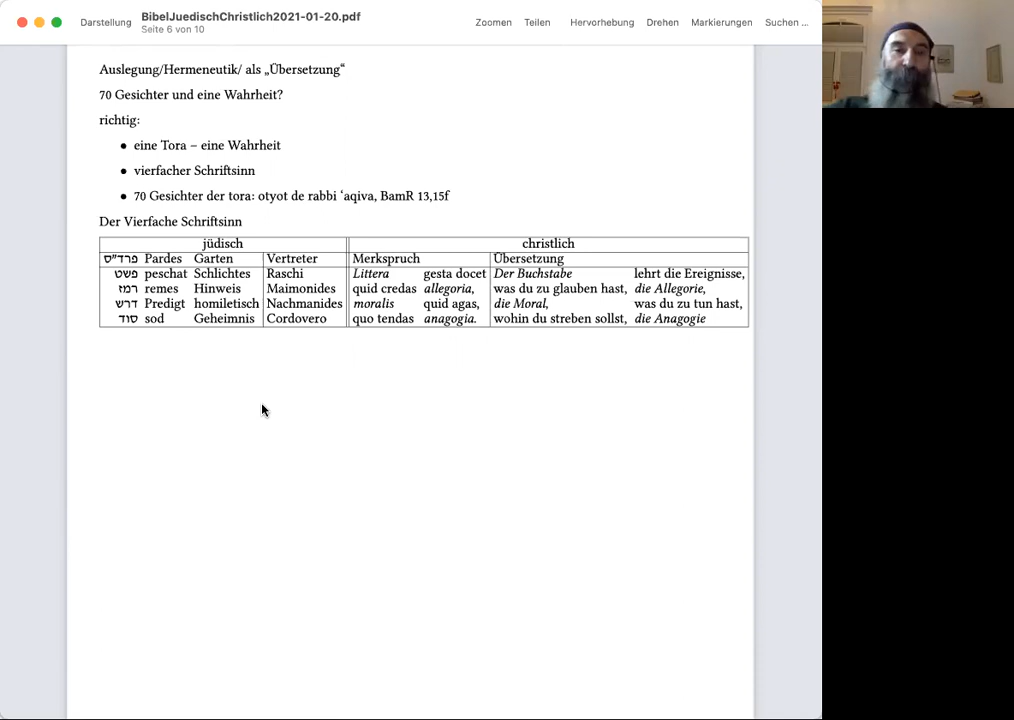 BibelJuedischChristlich2021-01-20.pdf
Darstellung Seite 6 von 10 Zoomen Teilen Hervorhebung Drehen Markierungen Suchen ...
Auslegung/Hermeneutik/ als „Übersetzung“
70 Gesichter und eine Wahrheit?
richtig:
• eine Tora – eine Wahrheit
• vierfacher Schriftsinn
• 70 Gesichter der tora: otyot de rabbi ‘aqiva, BamR 13,15f
Der Vierfache Schriftsinn
jüdisch christlich
פרד״ס Pardes Garten Vertreter Merkspruch Übersetzung
פשט peschat Schlichtes Raschi Littera gesta docet Der Buchstabe lehrt die Ereignisse,
רמז remes Hinweis Maimonides quid credas allegoria, was du zu glauben hast, die Allegorie,
דרש Predigt homiletisch Nachmanides moralis quid agas, die Moral, was du zu tun hast,
סוד sod Geheimnis Cordovero quo tendas anagogia. wohin du streben sollst, die Anagogie